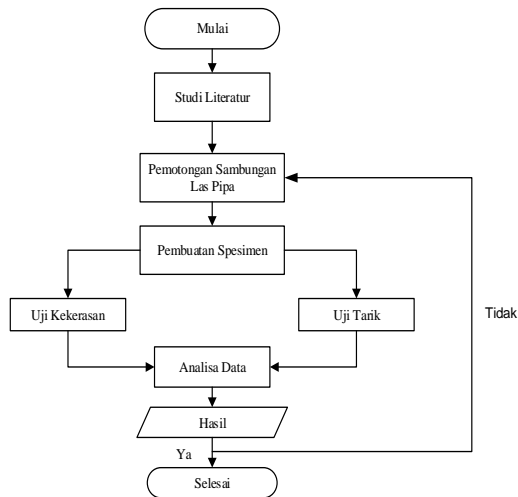 Mulai
Studi Literatur
Pemotongan Sambungan
Las Pipa
Pembuatan Spesimen
Uji Kekerasan
Uji Tarik
Tidak
Analisa Data
Hasil
Ya
Selesai